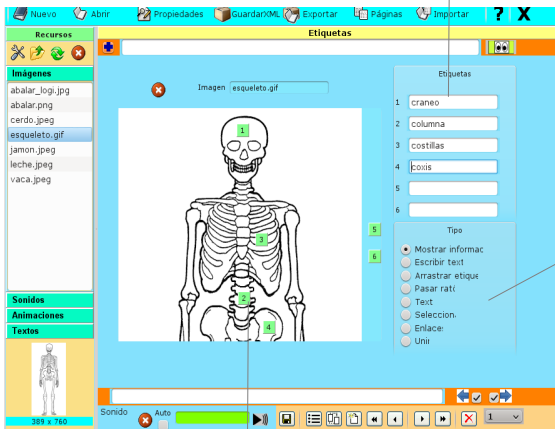 Nuevo Abrir Propiedades GuardarXML Exportar Páginas Importar ? X
Recursos
Etiquetas
Imágenes
abalar_logi.jpg
abalar.png
cerdo.jpeg
esqueleto.gif
jamon.jpeg
leche.jpeg
vaca.jpeg
Sonidos
Animaciones
Textos
389 x 760
Imagen esqueleto.gif
1
3
2
4
5
6
Etiquetas
1 craneo
2 columna
3 costillas
4 coxis
5
6
Tipo
Mostrar informac
Escribir text
Arrastrar etique
Pasar rató
Text
Selecciona
Enlaces
Unir
Sonido Auto
1